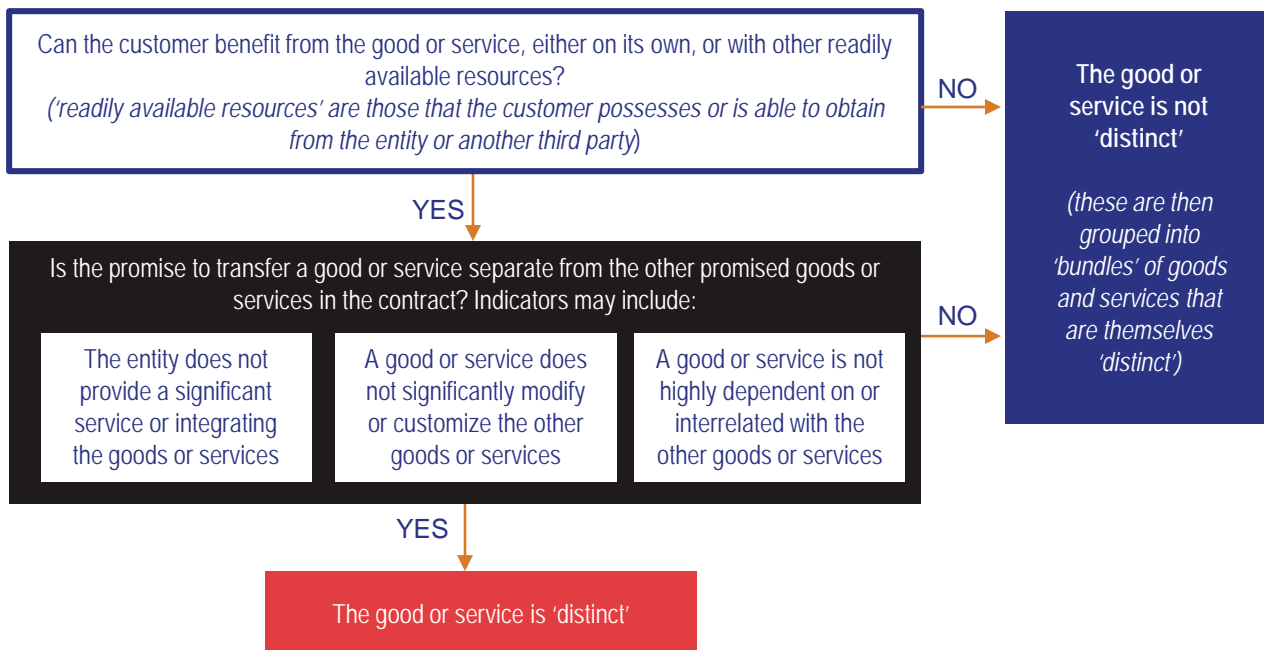 Can the customer benefit from the good or service, either on its own, or with other readily
available resources?
(‘readily available resources’ are those that the customer possesses or is able to obtain
from the entity or another third party)
NO
The good or
service is not
‘distinct’
(these are then
grouped into
‘bundles’ of goods
and services that
are themselves
‘distinct’)
YES
Is the promise to transfer a good or service separate from the other promised goods or
services in the contract? Indicators may include:
NO
The entity does not
provide a significant
service or integrating
the goods or services
A good or service does
not significantly modify
or customize the other
goods or services
A good or service is not
highly dependent on or
interrelated with the
other goods or services
YES
The good or service is ‘distinct’